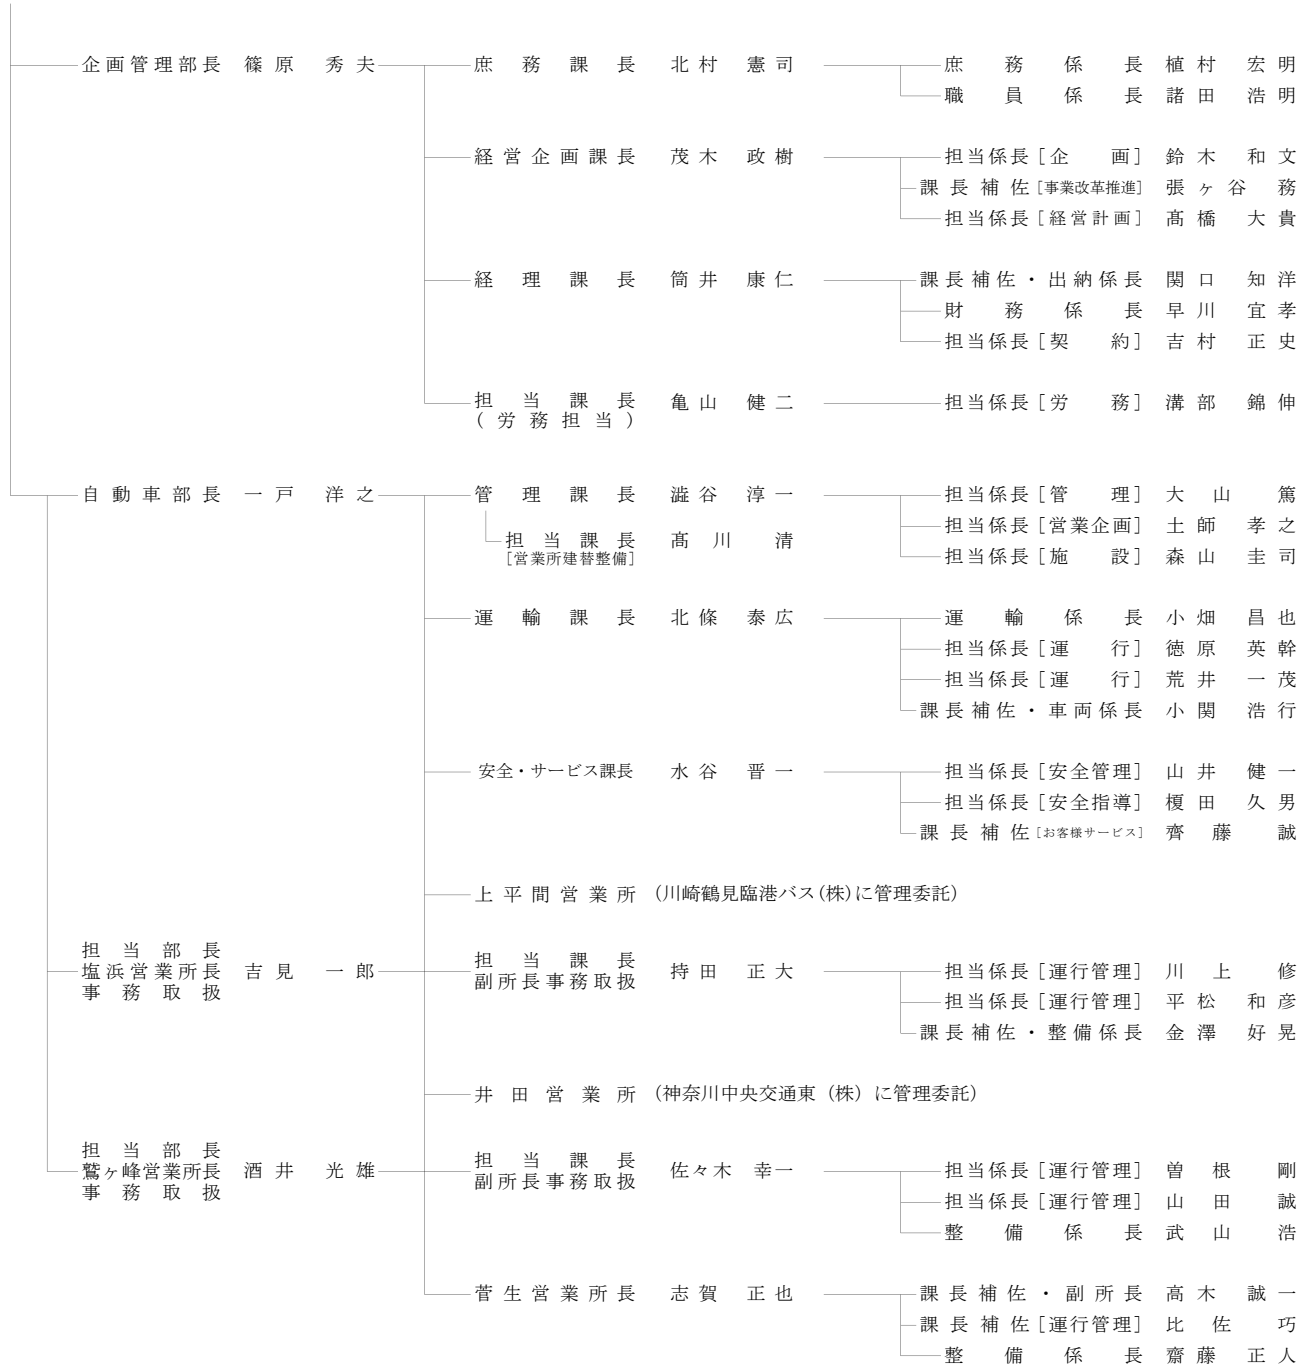 企画管理部長 篠原 秀夫 庶務課長 北村 憲司 庶務係長 植村 宏明
職員係長 諸田 浩明
経営企画課長 茂木 政樹 担当係長［企 画］ 鈴木 和文
課長補佐［事業改革推進］ 張ヶ谷 務
担当係長［経営計画］ 髙橋 大貴
経理課長 筒井 康仁 課長補佐・出納係長 関口 知洋
財務係長 早川 宜孝
担当係長［契 約］ 吉村 正史
担当課長 亀山 健二 担当係長［労 務］ 溝部 錦伸
(労務担当)
自動車部長 一戸 洋之 管理課長 澁谷 淳一 担当係長［管 理］ 大山 篤
担当係長［営業企画］ 土師 孝之
担当課長 髙川 清
［営業所建替整備］ 担当係長［施 設］ 森山 圭司
運輸課長 北條 泰広 運輸係長 小畑 昌也
担当係長［運 行］ 徳原 英幹
担当係長［運 行］ 荒井 一茂
課長補佐・車両係長 小関 浩行
安全・サービス課長 水谷 晋一 担当係長［安全管理］ 山井 健一
担当係長［安全指導］ 榎田 久男
課長補佐［お客様サービス］ 齊藤 誠
上平間営業所 (川崎鶴見臨港バス(株)に管理委託)
担当部長
塩浜営業所長 吉見 一郎
事務取扱
担当課長
副所長事務取扱 持田 正大 担当係長［運行管理］ 川上 修
担当係長［運行管理］ 平松 和彦
課長補佐・整備係長 金澤 好晃
井田営業所 (神奈川中央交通東(株)に管理委託)
担当部長
鷲ヶ峰営業所長 酒井 光雄
事務取扱
担当課長
副所長事務取扱 佐々木 幸一 担当係長［運行管理］ 曽根 剛
担当係長［運行管理］ 山田 誠
整備係長 武山 浩
菅生営業所長 志賀 正也 課長補佐・副所長 高木 誠一
課長補佐［運行管理］ 比佐 巧
整備係長 齋藤 正人